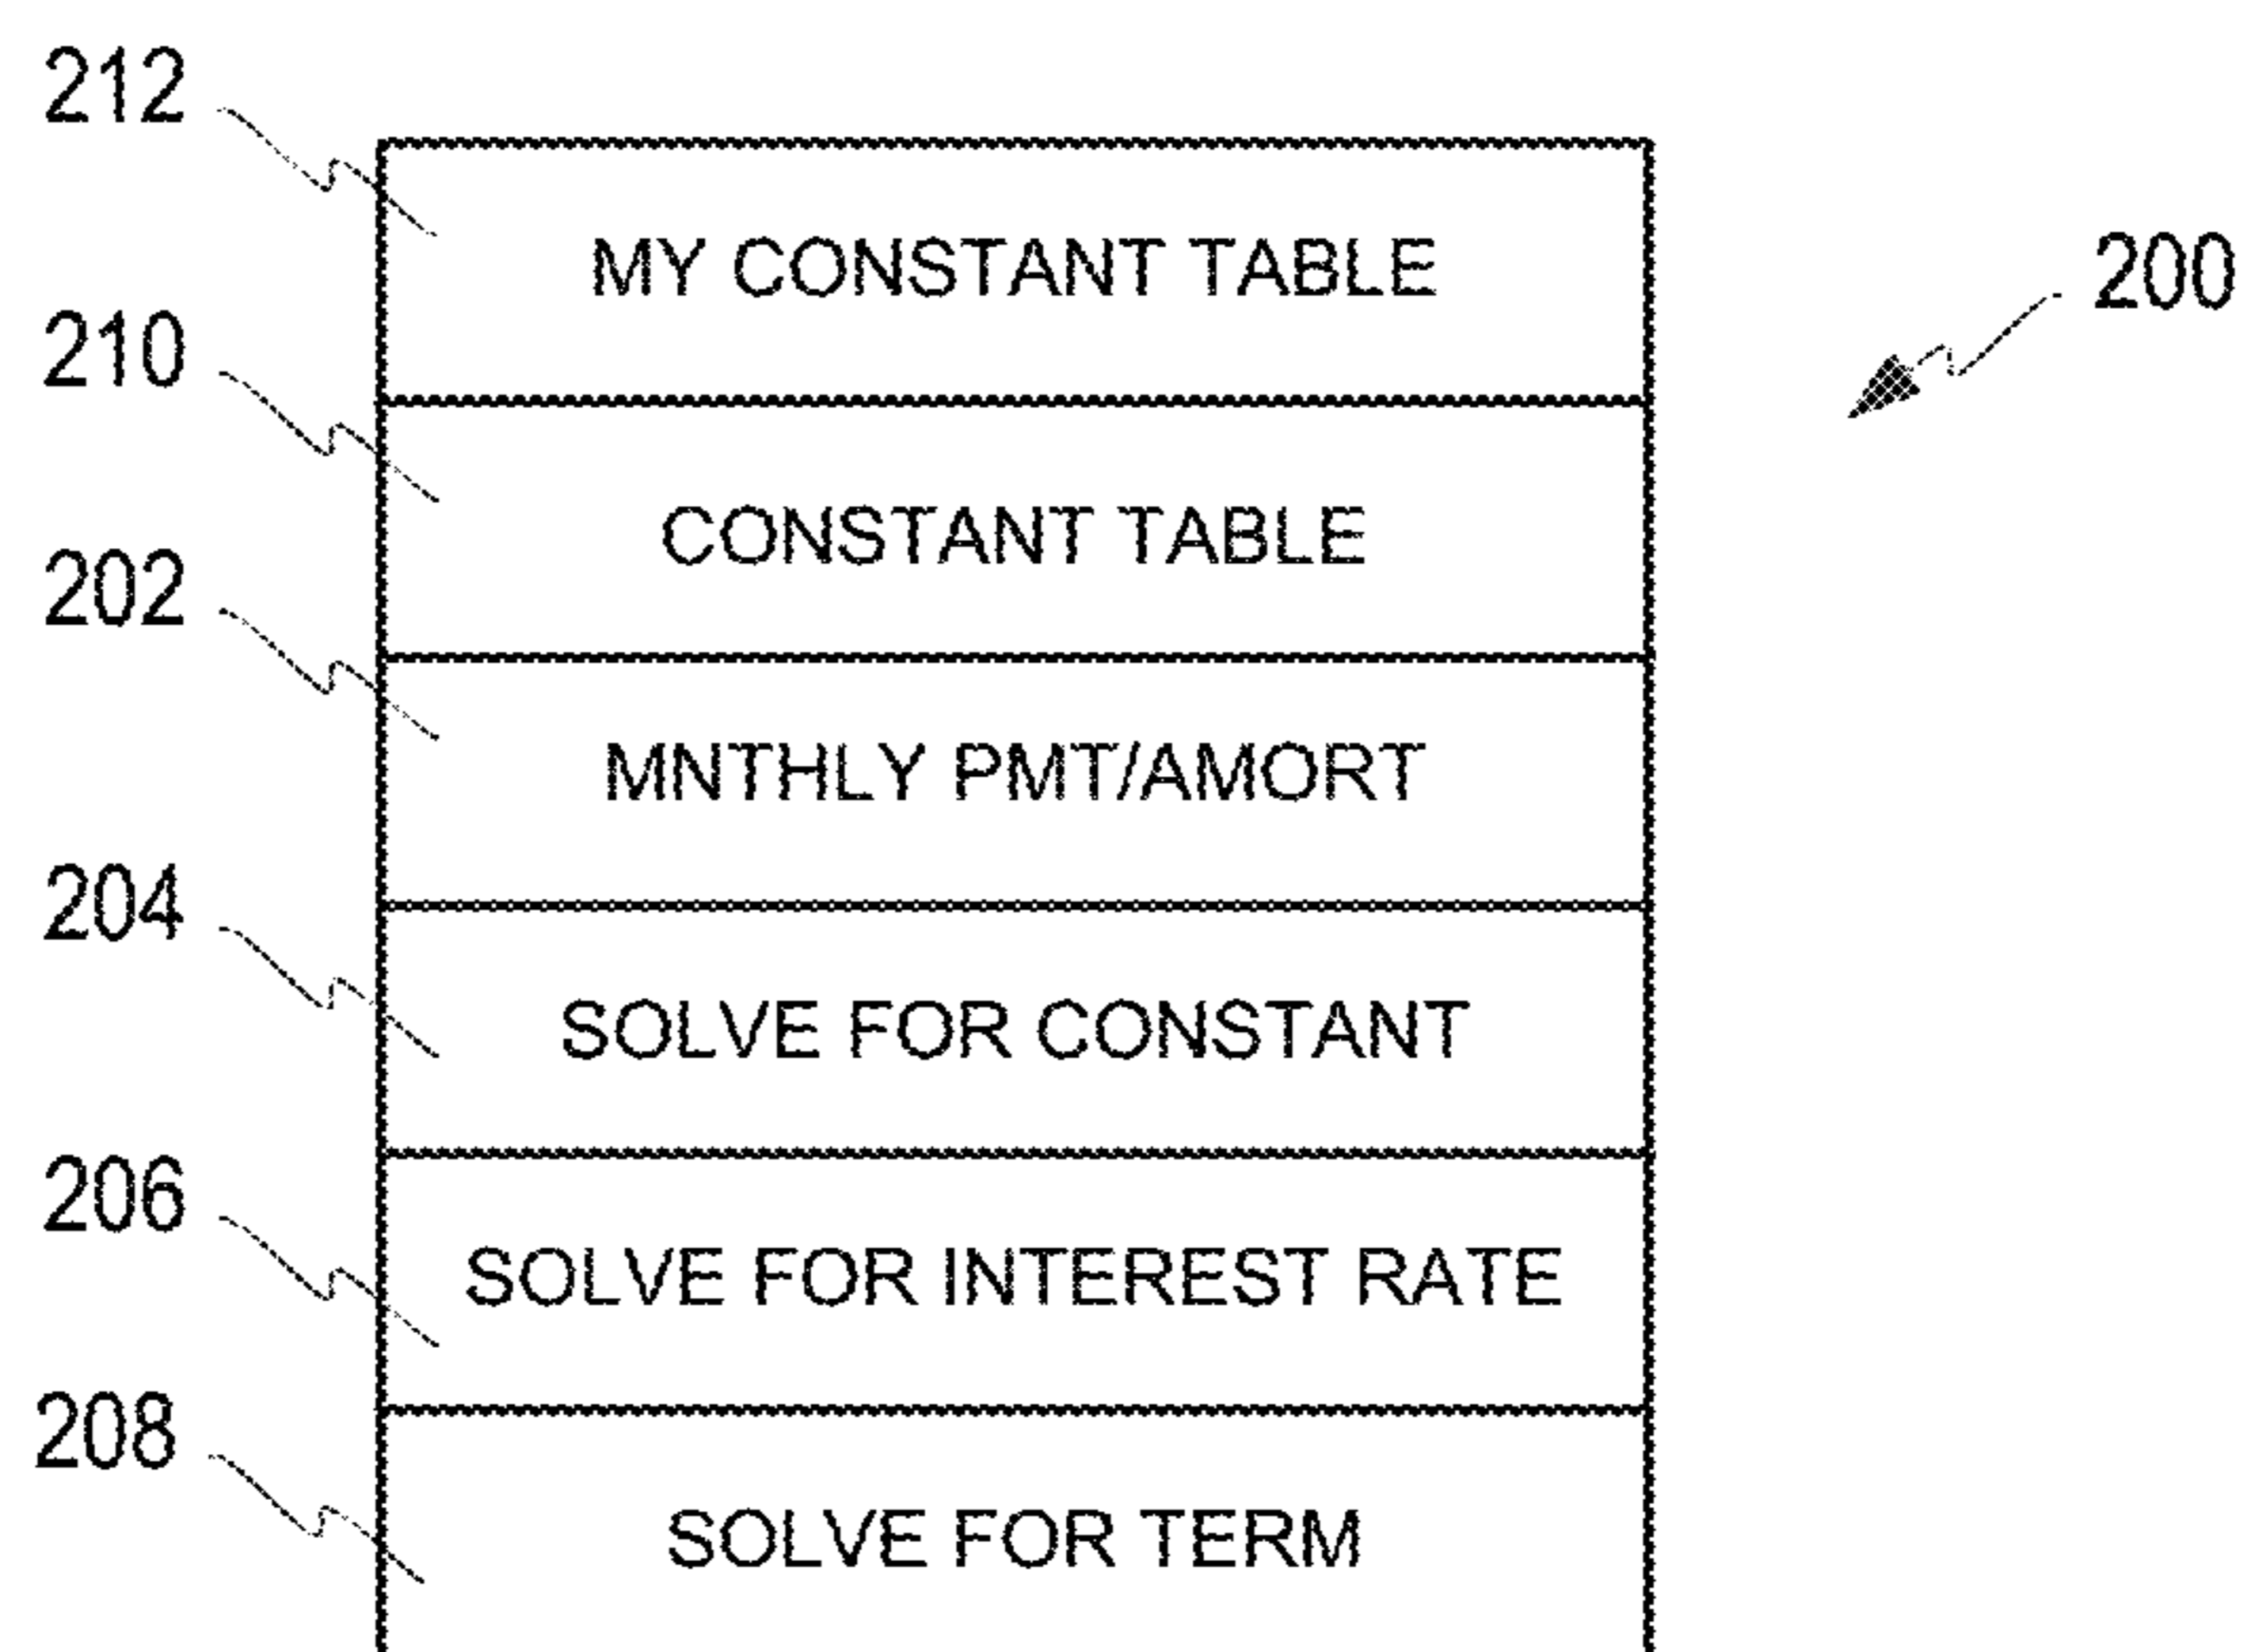 212
MY CONSTANT TABLE
200
210
CONSTANT TABLE
202
MNTHLY PMT/AMORT
204
SOLVE FOR CONSTANT
206
SOLVE FOR INTEREST RATE
208
SOLVE FOR TERM